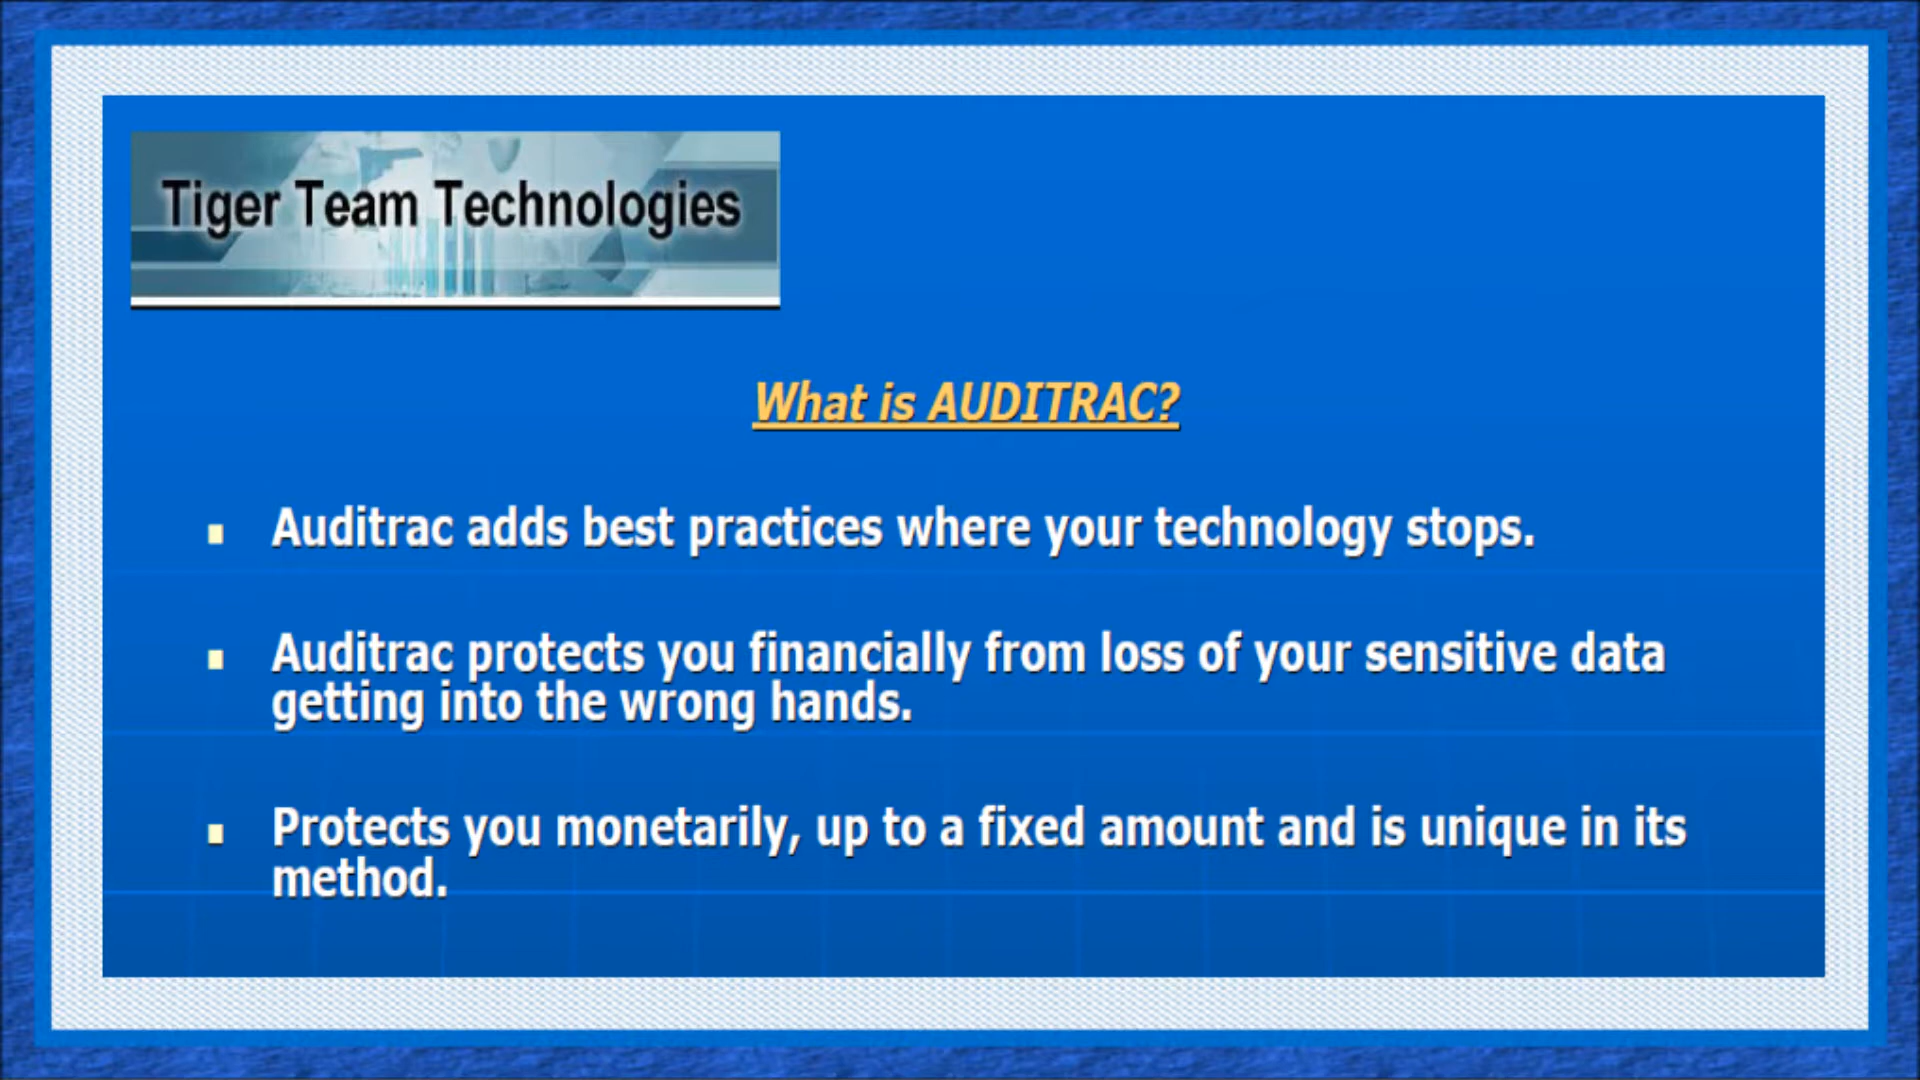 Tiger Team Technologies
What is AUDITRAC?
Auditrac adds best practices where your technology stops.
Auditrac protects you financially from loss of your sensitive data
getting into the wrong hands.
Protects you monetarily, up to a fixed amount and is unique in its
method.